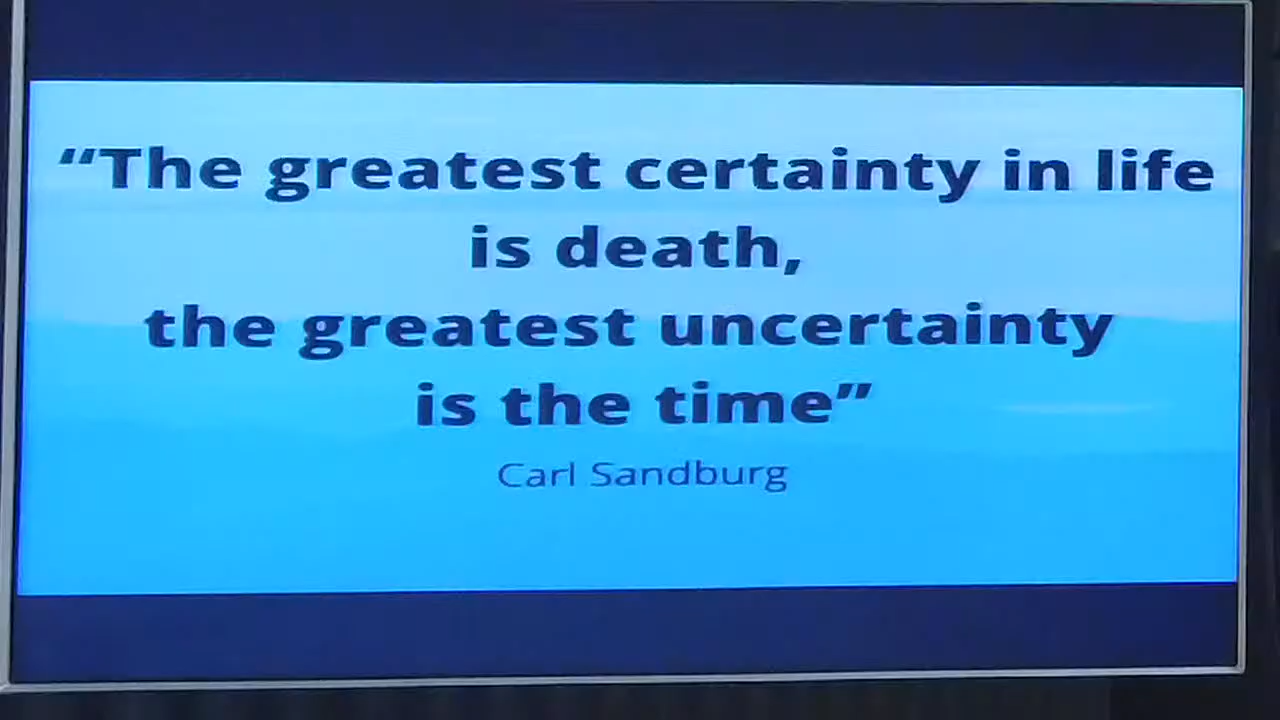 “The greatest certainty in life
is death,
the greatest uncertainty
is the time”
Carl Sandburg